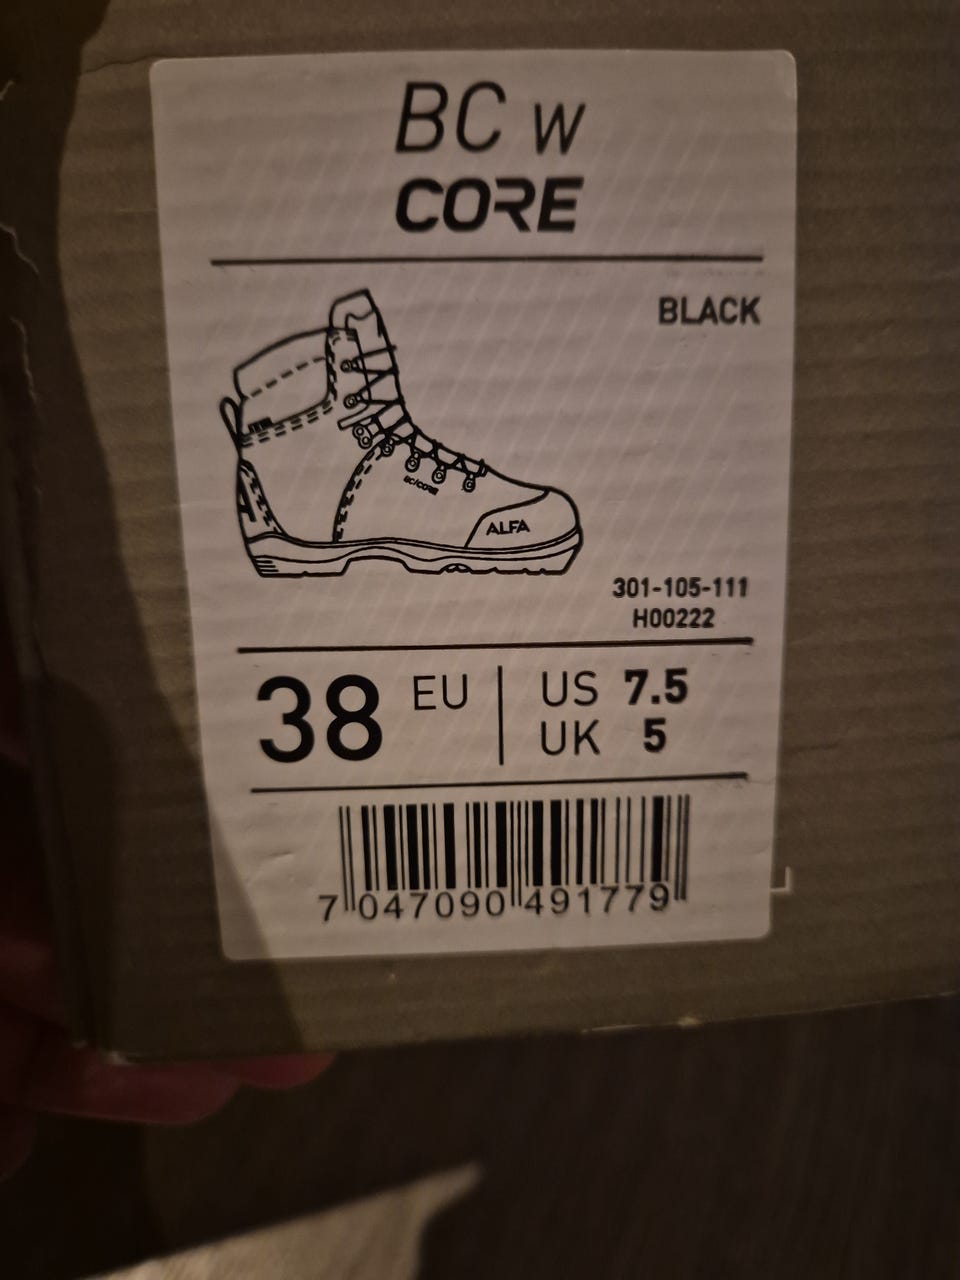 BC W
CORE
BLACK
BC/CORE
ALFA
301-105-111
H00222
38 EU
US 7.5
UK 5
7 047090 491779